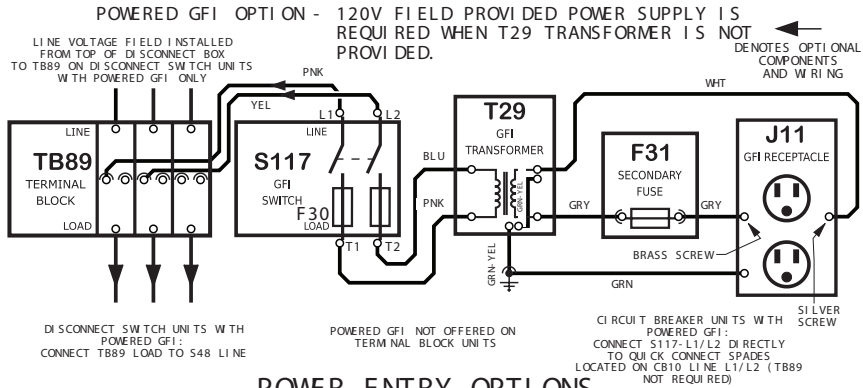 POWERED GFI OPTION - 120V FIELD PROVIDED POWER SUPPLY IS
REQUIRED WHEN T29 TRANSFORMER IS NOT
PROVIDED.
LINE VOLTAGE FIELD INSTALLED
FROM TOP OF DISCONNECT BOX
TO TB89 ON DISCONNECT SWITCH UNITS
WITH POWERED GFI ONLY
DENOTES OPTIONAL
COMPONENTS
AND WIRING
PNK
YEL
WHT
L1
L2
LINE
TB89
TERMINAL
BLOCK
LOAD
LINE
S117
GFI
SWITCH
F30
LOAD
T1
T2
BLU
PNK
T29
GFI
TRANSFORMER
GRN-YEL
GRN-YEL
GRY
F31
SECONDARY
FUSE
GRY
J11
GFI RECEPTACLE
BRASS SCREW
GRN
SILVER
SCREW
DISCONNECT SWITCH UNITS WITH
POWERED GFI:
CONNECT TB89 LOAD TO S48 LINE
POWERED GFI NOT OFFERED ON
TERMINAL BLOCK UNITS
CIRCUIT BREAKER UNITS WITH
POWERED GFI:
CONNECT S117-L1/L2 DIRECTLY
TO QUICK CONNECT SPADES
LOCATED ON CB10 LINE L1/L2 (TB89
NOT REQUIRED)
POWER ENTRY OPTIONS